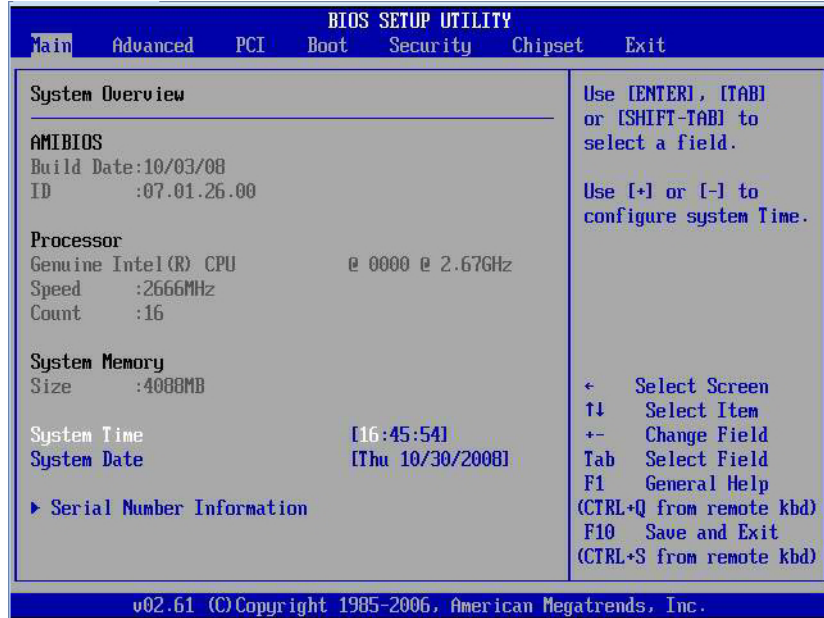 BIOS SETUP UTILITY
Main Advanced PCI Boot Security Chipset Exit
System Overview
AMIBIOS
Build Date:10/03/08
ID :07.01.26.00
Processor
Genuine Intel(R) CPU @ 0000 @ 2.67GHz
Speed :2666MHz
Count :16
System Memory
Size :4088MB
System Time [16:45:54]
System Date [Thu 10/30/2008]
▶ Serial Number Information
Use [ENTER], [TAB]
or [SHIFT-TAB] to
select a field.
Use [+] or [-] to
configure system Time.
← Select Screen
↑↓ Select Item
+- Change Field
Tab Select Field
F1 General Help
(CTRL+Q from remote kbd)
F10 Save and Exit
(CTRL+S from remote kbd)
v02.61 (C)Copyright 1985-2006, American Megatrends, Inc.